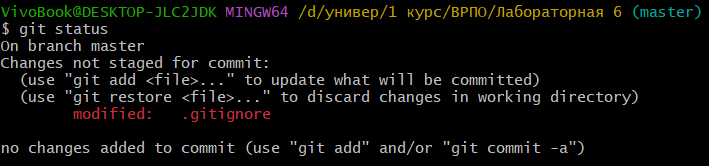 VivoBook@DESKTOP-JLC2JDK MINGW64 /d/универ/1 курс/ВРПО/Лабораторная 6 (master)
$ git status
On branch master
Changes not staged for commit:
  (use "git add <file>..." to update what will be committed)
  (use "git restore <file>..." to discard changes in working directory)
        modified:   .gitignore

no changes added to commit (use "git add" and/or "git commit -a")